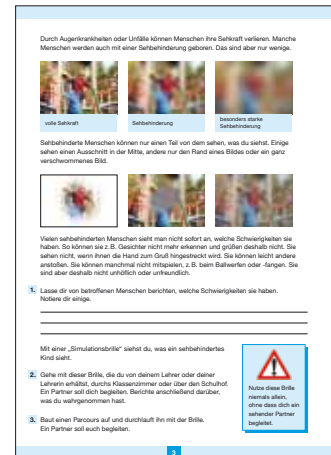 Durch Augenkrankheiten oder Unfälle können Menschen ihre Sehkraft verlieren. Manche
Menschen werden auch mit einer Sehbehinderung geboren. Das sind aber nur wenige.
volle Sehkraft
Sehbehinderung
besonders starke
Sehbehinderung
Sehbehinderte Menschen können nur einen Teil von dem sehen, was du siehst. Einige
sehen einen Ausschnitt in der Mitte, andere nur den Rand eines Bildes oder ein ganz
verschwommenes Bild.
Vielen sehbehinderten Menschen sieht man nicht sofort an, welche Schwierigkeiten sie
haben. So können sie z.B. Gesichter nicht mehr erkennen und grüßen deshalb nicht. Sie
sehen nicht, wenn ihnen die Hand zum Gruß hingestreckt wird. Sie können leicht andere
anstoßen. Sie können manchmal nicht mitspielen, z.B. beim Ballwerfen oder -fangen. Sie
sind aber deshalb nicht unhöflich oder unfreundlich.
1. Lasse dir von betroffenen Menschen berichten, welche Schwierigkeiten sie haben.
Notiere dir einige.
Mit einer „Simulationsbrille" siehst du, was ein sehbehindertes
Kind sieht.
2. Gehe mit dieser Brille, die du von deinem Lehrer oder deiner
Lehrerin erhältst, durchs Klassenzimmer oder über den Schulhof.
Ein Partner soll dich begleiten. Berichte anschließend darüber,
was du wahrgenommen hast.
3. Baut einen Parcours auf und durchlauft ihn mit der Brille.
Ein Partner soll euch begleiten.
!
Nutze diese Brille
niemals allein,
ohne dass dich ein
sehender Partner
begleitet.
3